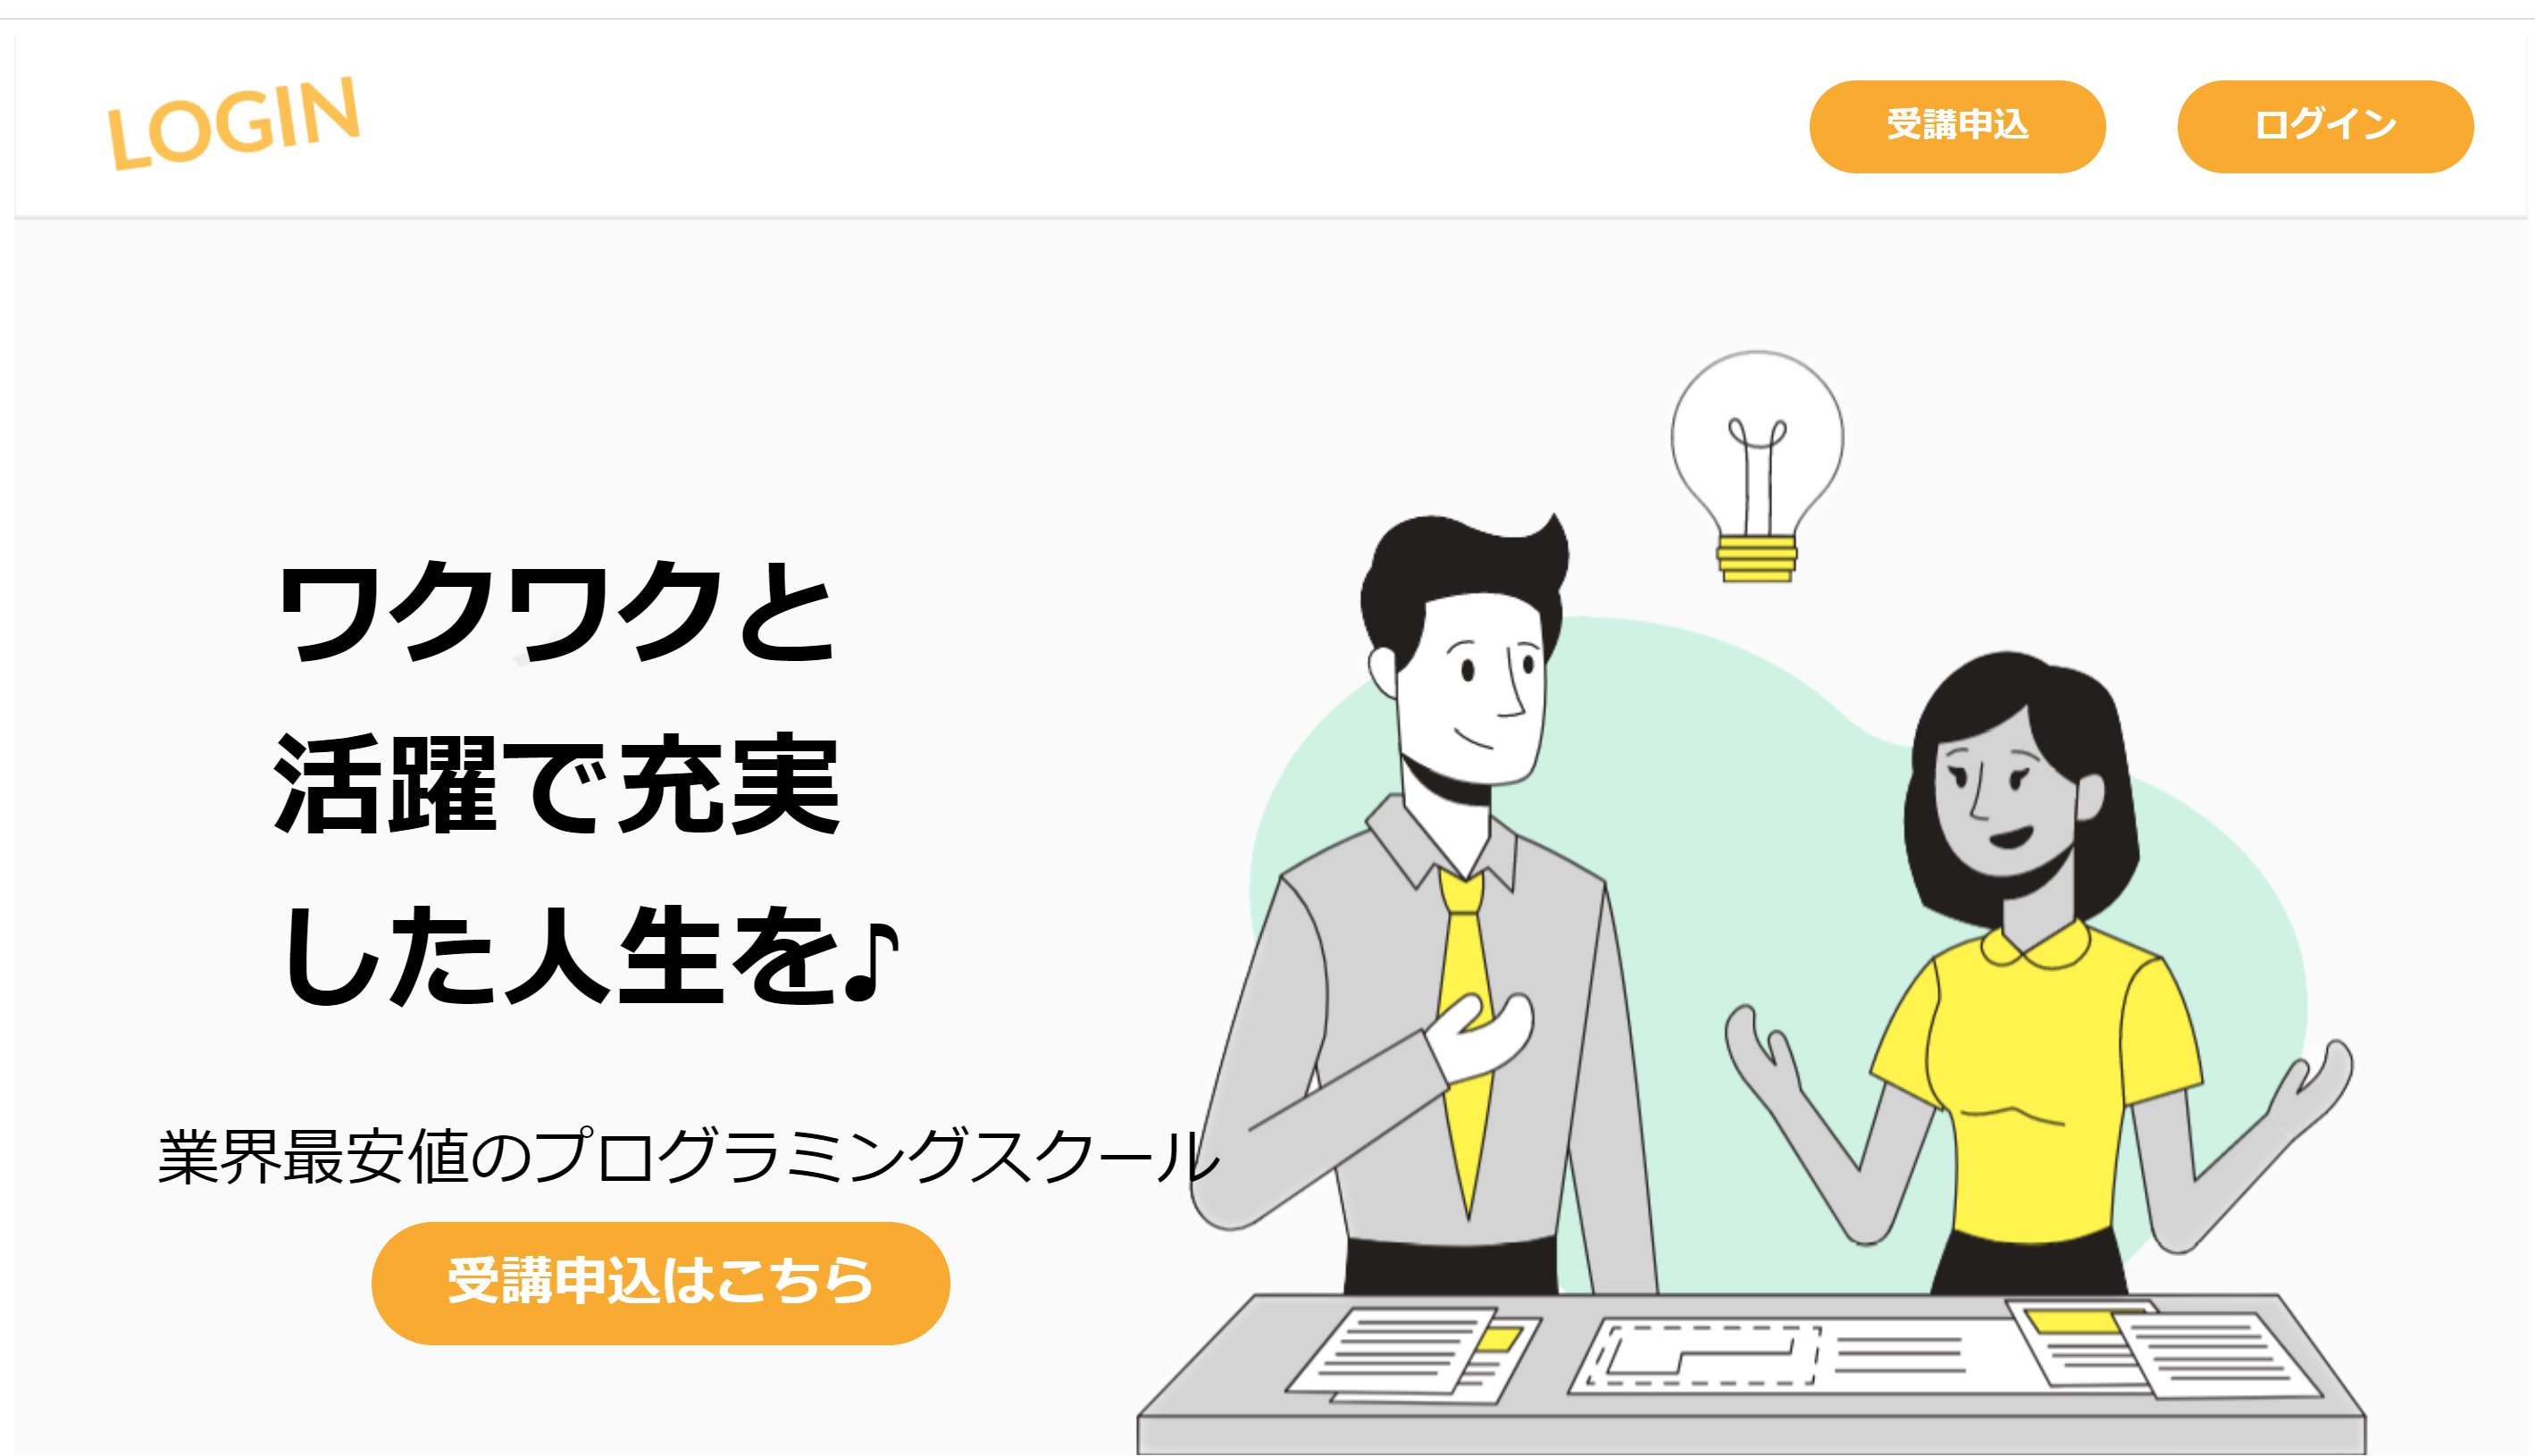 LOGIN
受講申込
ログイン
ワクワクと
活躍で充実
した人生を♪
業界最安値のプログラミングスクール
受講申込はこちら